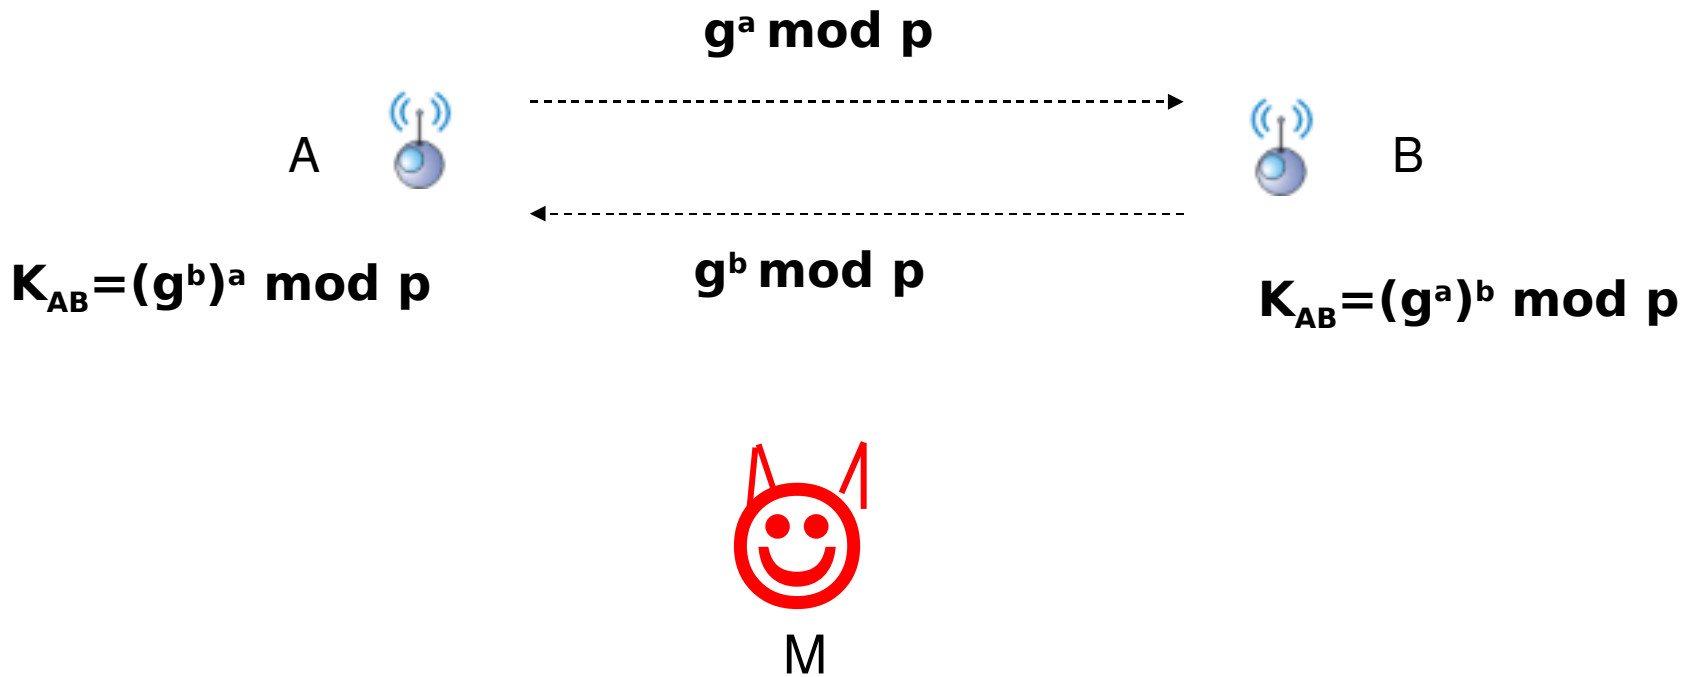 gᵃ mod p
A
B
gᵇ mod p
K_AB=(gᵇ)ᵃ mod p
K_AB=(gᵃ)ᵇ mod p
M